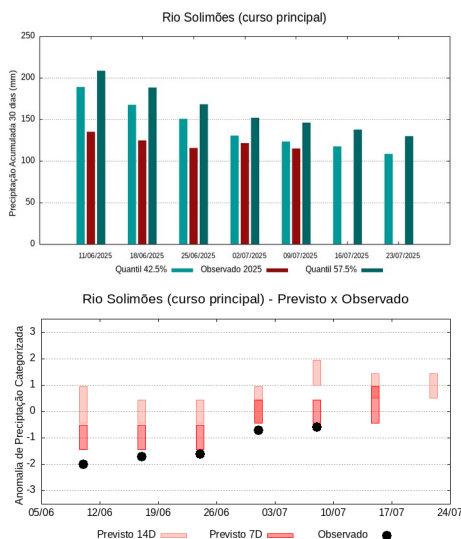 Rio Solimões (curso principal)
Precipitação Acumulada 30 dias (mm)
250
200
150
100
50
0
11/06/2025 18/06/2025 25/06/2025 02/07/2025 09/07/2025 16/07/2025 23/07/2025
Quantil 42.5% Observado 2025 Quantil 57.5%
Rio Solimões (curso principal) - Previsto x Observado
Anomalia de Precipitação Categorizada
3
2
1
0
-1
-2
-3
05/06 12/06 19/06 26/06 03/07 10/07 17/07 24/07
Previsto 14D Previsto 7D Observado